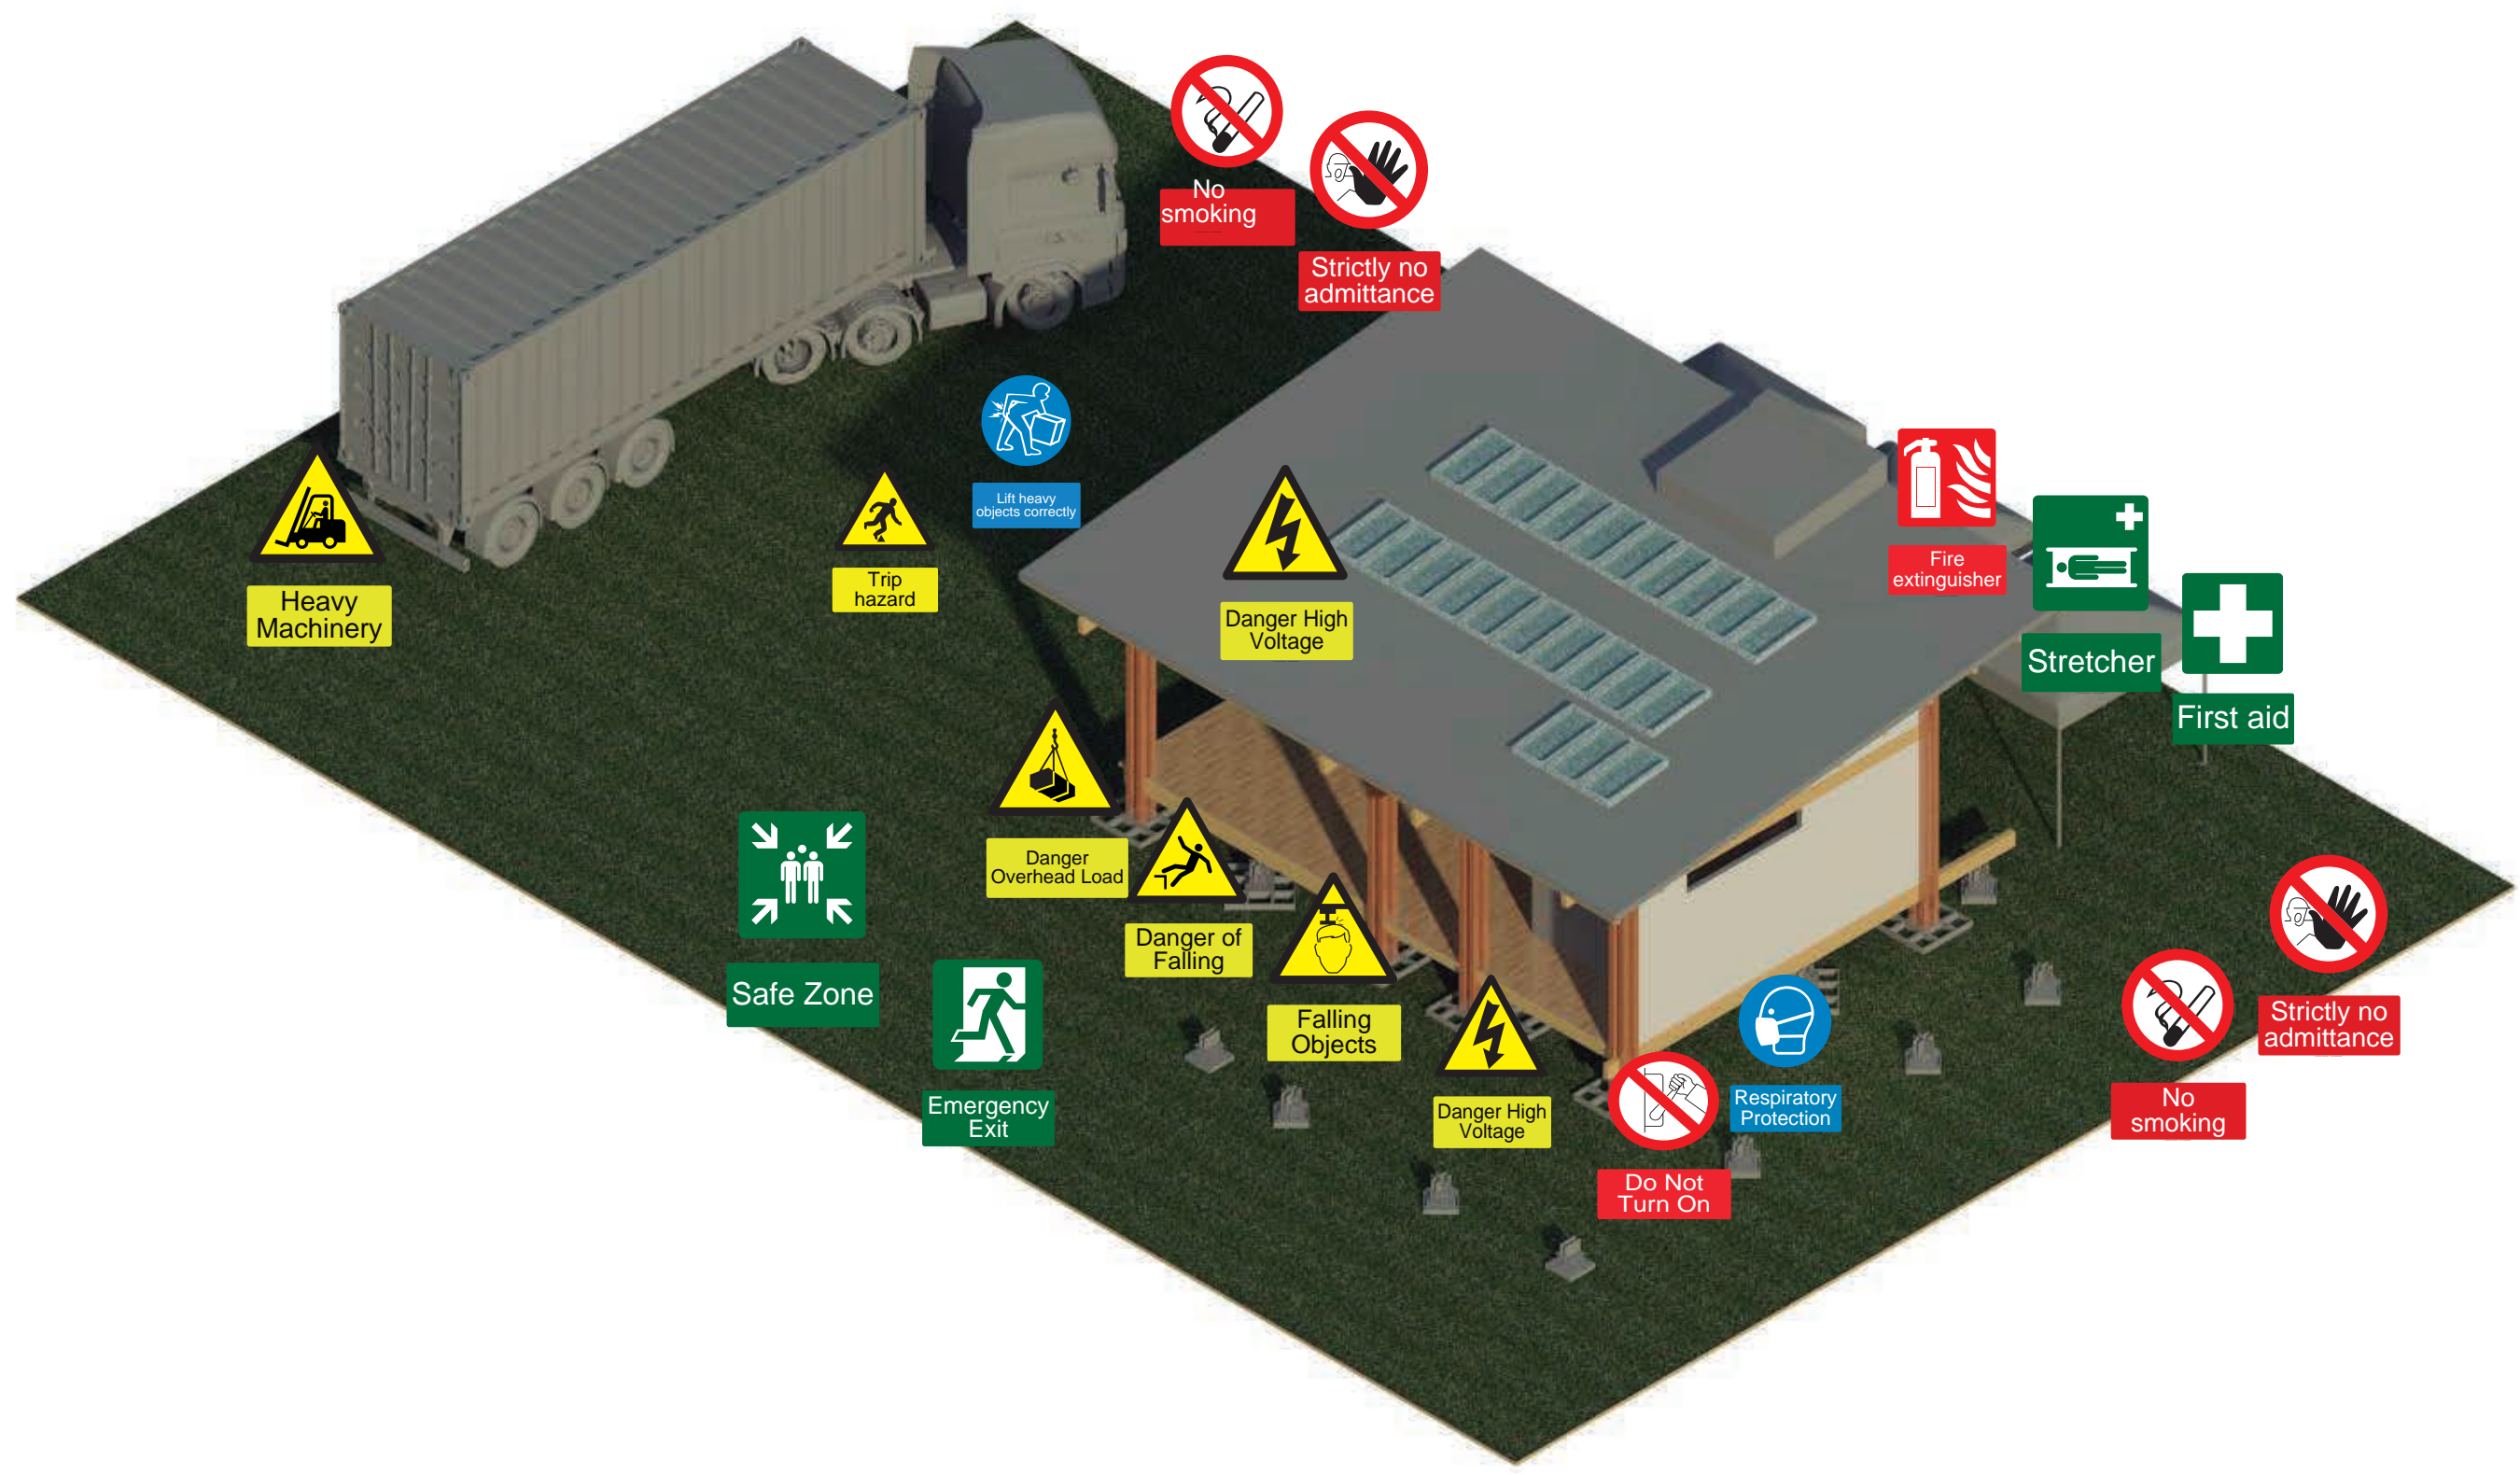 No
smoking
Strictly no
admittance
Lift heavy
objects correctly
Heavy
Machinery
Trip
hazard
Danger High
Voltage
Fire
extinguisher
Stretcher
First aid
Danger
Overhead Load
Danger of
Falling
Safe Zone
Falling
Objects
Emergency
Exit
Danger High
Voltage
Respiratory
Protection
Do Not
Turn On
Strictly no
admittance
No
smoking